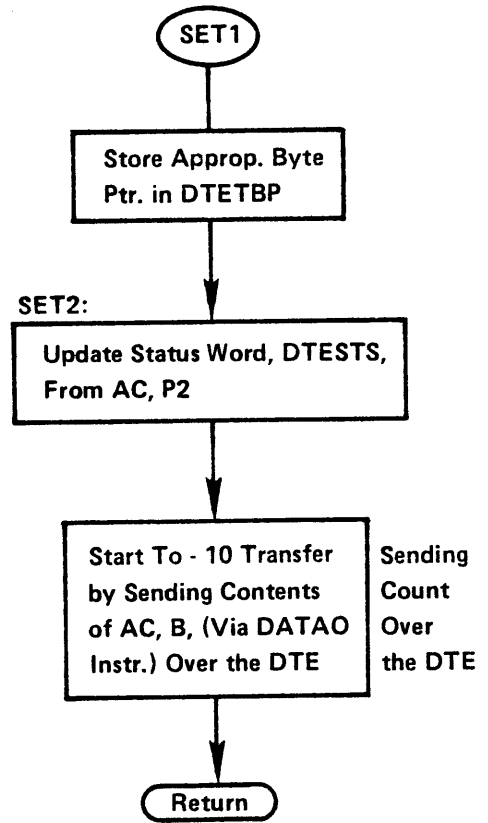 SET1
Store Approp. Byte
Ptr. in DTETBP
SET2:
Update Status Word, DTESTS,
From AC, P2
Start To - 10 Transfer
by Sending Contents
of AC, B, (Via DATAO
Instr.) Over the DTE
Sending
Count
Over
the DTE
Return